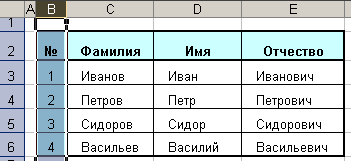 A B C D E
1
2 № Фамилия Имя Отчество
3 1 Иванов Иван Иванович
4 2 Петров Петр Петрович
5 3 Сидоров Сидор Сидорович
6 4 Васильев Василий Васильевич